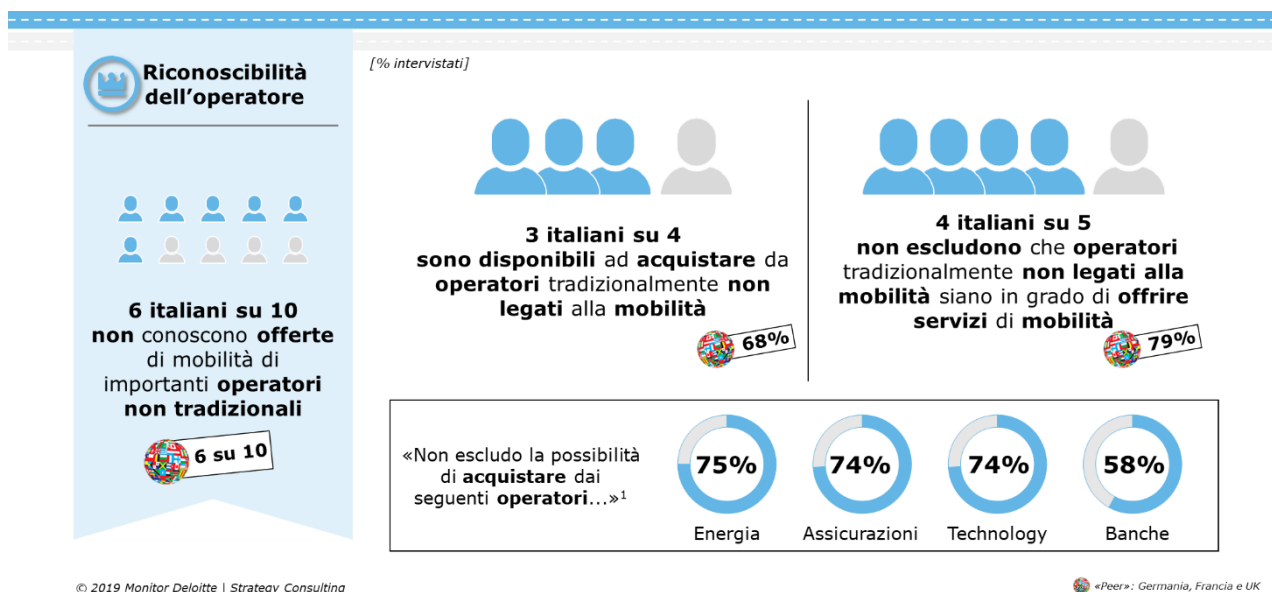 Riconoscibilità
dell'operatore
6 italiani su 10
non conoscono offerte
di mobilità di
importanti operatori
non tradizionali
6 su 10
[% intervistati]
3 italiani su 4
sono disponibili ad acquistare da
operatori tradizionalmente non
legati alla mobilità
68%
4 italiani su 5
non escludono che operatori
tradizionalmente non legati alla
mobilità siano in grado di offrire
servizi di mobilità
79%
«Non escludo la possibilità
di acquistare dai
seguenti operatori...»¹
75%
Energia
74%
Assicurazioni
74%
Technology
58%
Banche
© 2019 Monitor Deloitte | Strategy Consulting
«Peer»: Germania, Francia e UK